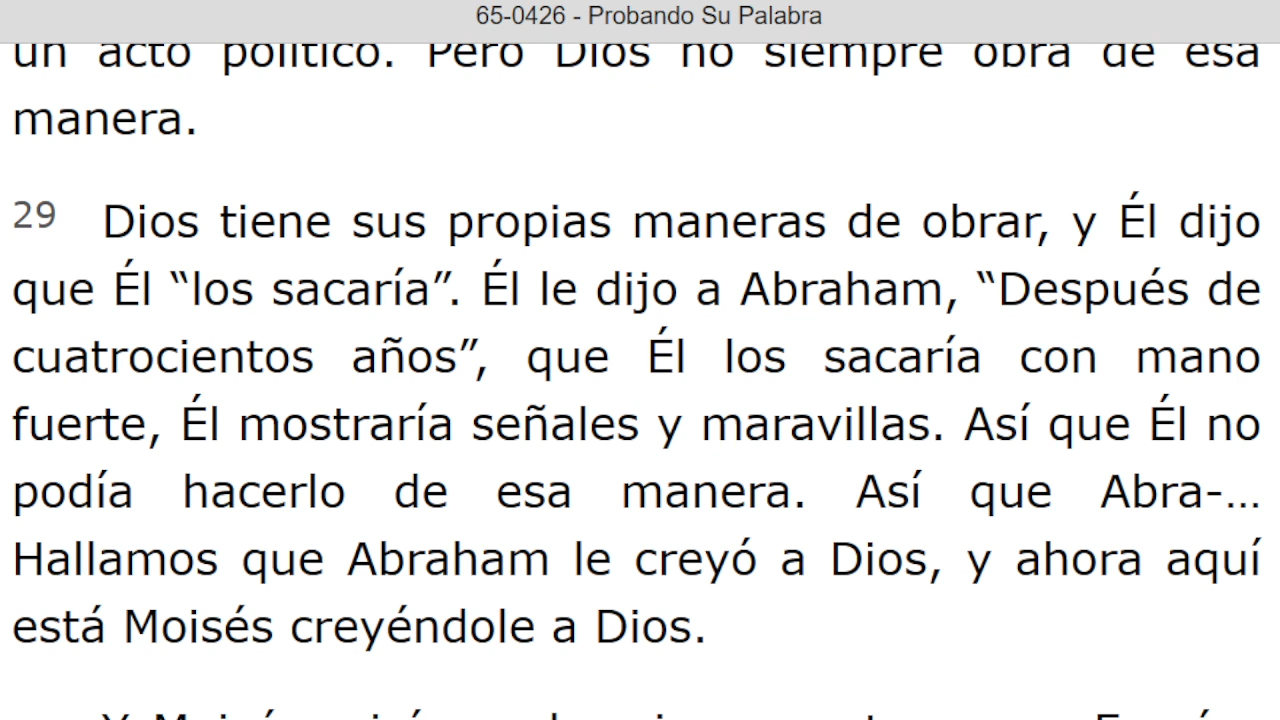 65-0426 - Probando Su Palabra
un acto político. Pero Dios no siempre obra de esa
manera.
29 Dios tiene sus propias maneras de obrar, y Él dijo
que Él “los sacaría”. Él le dijo a Abraham, “Después de
cuatrocientos años”, que Él los sacaría con mano
fuerte, Él mostraría señales y maravillas. Así que Él no
podía hacerlo de esa manera. Así que Abra-...
Hallamos que Abraham le creyó a Dios, y ahora aquí
está Moisés creyéndole a Dios.